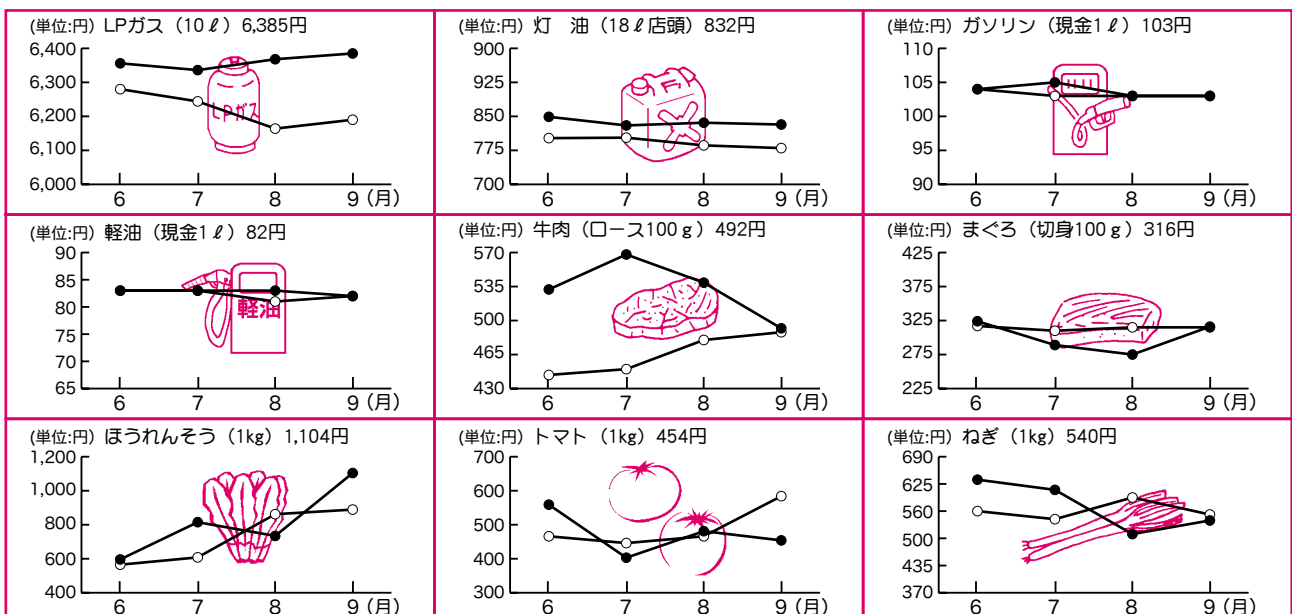 (単位:円) LPガス（10ℓ）6,385円
6,400
6,300
6,200
6,100
6,000
LPガス
6 7 8 9（月）
(単位:円) 灯　油（18ℓ店頭）832円
900
925
850
775
700
6 7 8 9（月）
(単位:円) ガソリン（現金1ℓ）103円
110
105
100
95
90
6 7 8 9（月）
(単位:円) 軽油（現金1ℓ）82円
90
85
80
75
70
65
軽油
6 7 8 9（月）
(単位:円) 牛肉（ロース100g）492円
570
535
500
465
430
6 7 8 9（月）
(単位:円) まぐろ（切身100g）316円
425
375
325
275
225
6 7 8 9（月）
(単位:円) ほうれんそう（1kg）1,104円
1,200
1,000
800
600
400
6 7 8 9（月）
(単位:円) トマト（1kg）454円
700
600
500
400
300
6 7 8 9（月）
(単位:円) ねぎ（1kg）540円
690
625
560
500
435
370
6 7 8 9（月）